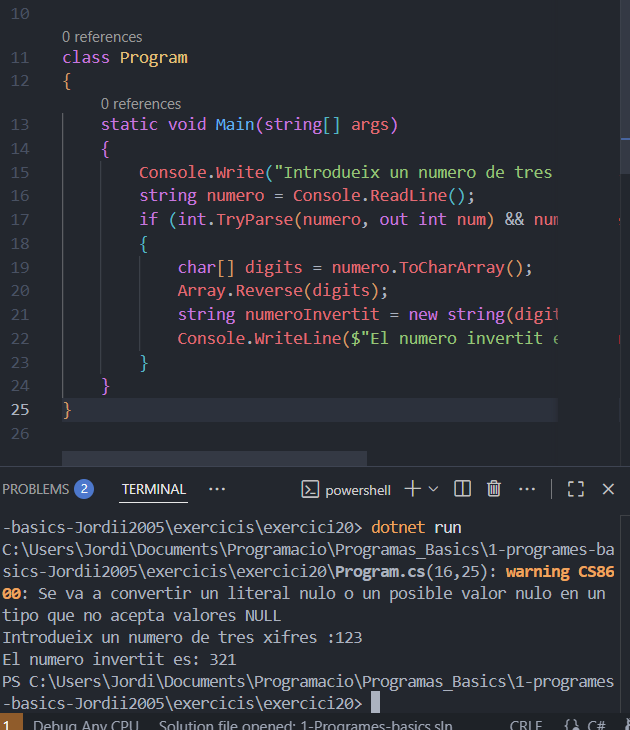 10
0 references
11 class Program
12 {
0 references
13 static void Main(string[] args)
14 {
15 Console.Write("Introdueix un numero de tres
16 string numero = Console.ReadLine();
17 if (int.TryParse(numero, out int num) && num
18 {
19 char[] digits = numero.ToCharArray();
20 Array.Reverse(digits);
21 string numeroInvertit = new string(digit
22 Console.WriteLine($"El numero invertit e
23 }
24 }
25 }
26
PROBLEMS 2 TERMINAL ··· powershell ···
-basics-Jordii2005\exercicis\exercici20> dotnet run
C:\Users\Jordi\Documents\Programacio\Programas_Basics\1-programes-ba
sics-Jordii2005\exercicis\exercici20\Program.cs(16,25): warning CS86
00: Se va a convertir un literal nulo o un posible valor nulo en un
tipo que no acepta valores NULL
Introdueix un numero de tres xifres :123
El numero invertit es: 321
PS C:\Users\Jordi\Documents\Programacio\Programas_Basics\1-programes
-basics-Jordii2005\exercicis\exercici20>
1 Debug Any CPU Solution file opened: 1-Programes-basics.sln CRLF {} C#